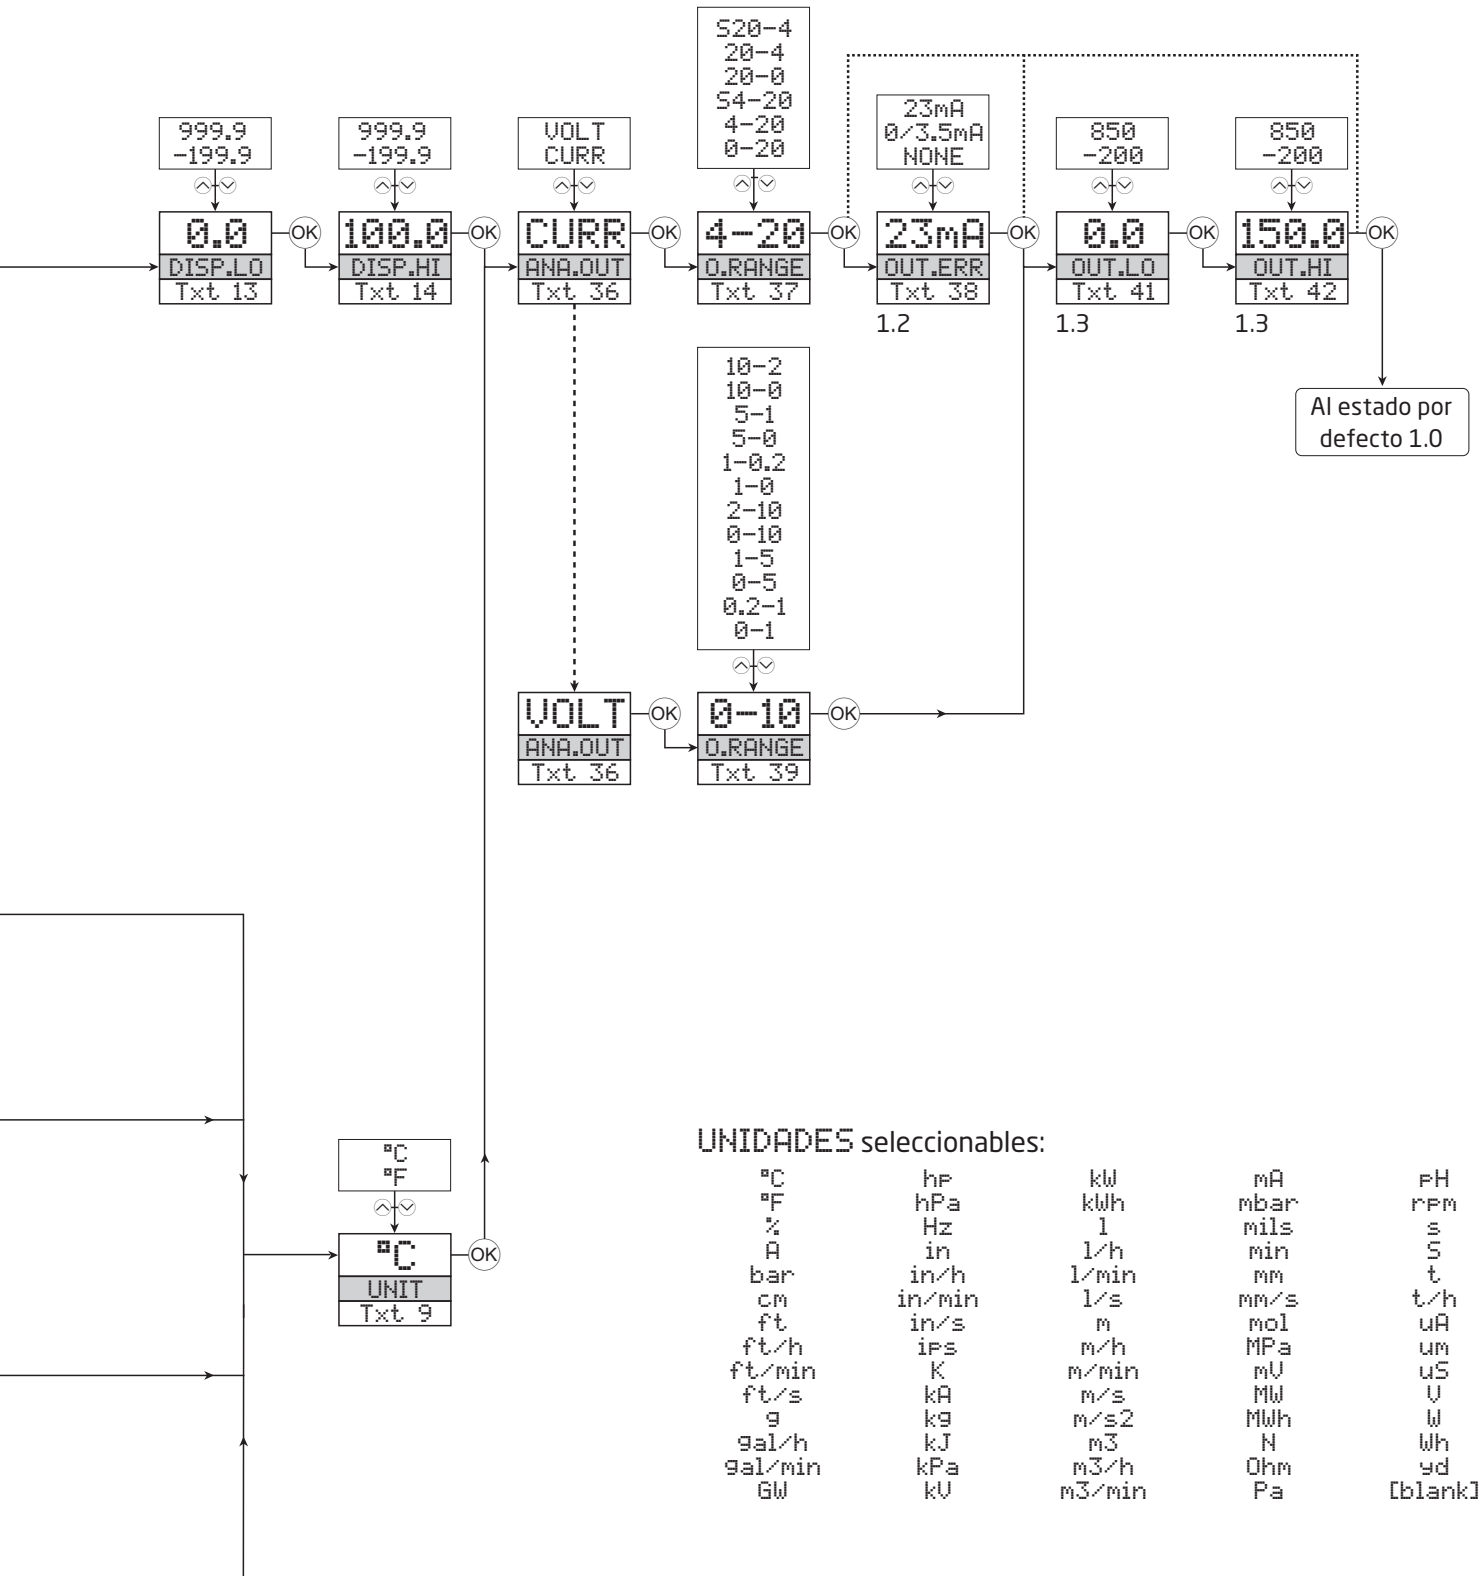 S20-4
20-4
20-0
S4-20
4-20
0-20
999.9
-199.9
999.9
-199.9
VOLT
CURR
23mA
0/3.5mA
NONE
850
-200
850
-200
0.0
OK
100.0
OK
CURR
OK
4-20
OK
23mA
OK
0.0
OK
150.0
OK
DISP.LO
DISP.HI
ANA.OUT
O.RANGE
OUT.ERR
OUT.LO
OUT.HI
Txt 13
Txt 14
Txt 36
Txt 37
Txt 38
Txt 41
Txt 42
1.2
1.3
1.3
10-2
10-0
5-1
5-0
1-0.2
1-0
2-10
0-10
1-5
0-5
0.2-1
0-1
Al estado por
defecto 1.0
VOLT
OK
0-10
OK
ANA.OUT
O.RANGE
Txt 36
Txt 39
°C
°F
°C
OK
UNIT
Txt 9
UNIDADES seleccionables:
°C hp kW mA pH
°F hPa kWh mbar rpm
% Hz l mils s
A in l/h min S
bar in/h l/min mm t
cm in/min l/s mm/s t/h
ft in/s m mol uA
ft/h ips m/h MPa um
ft/min K m/min mV uS
ft/s kA m/s MW V
g kg m/s2 MWh W
gal/h kJ m3 N Wh
gal/min kPa m3/h Ohm yd
GW kV m3/min Pa [blank]